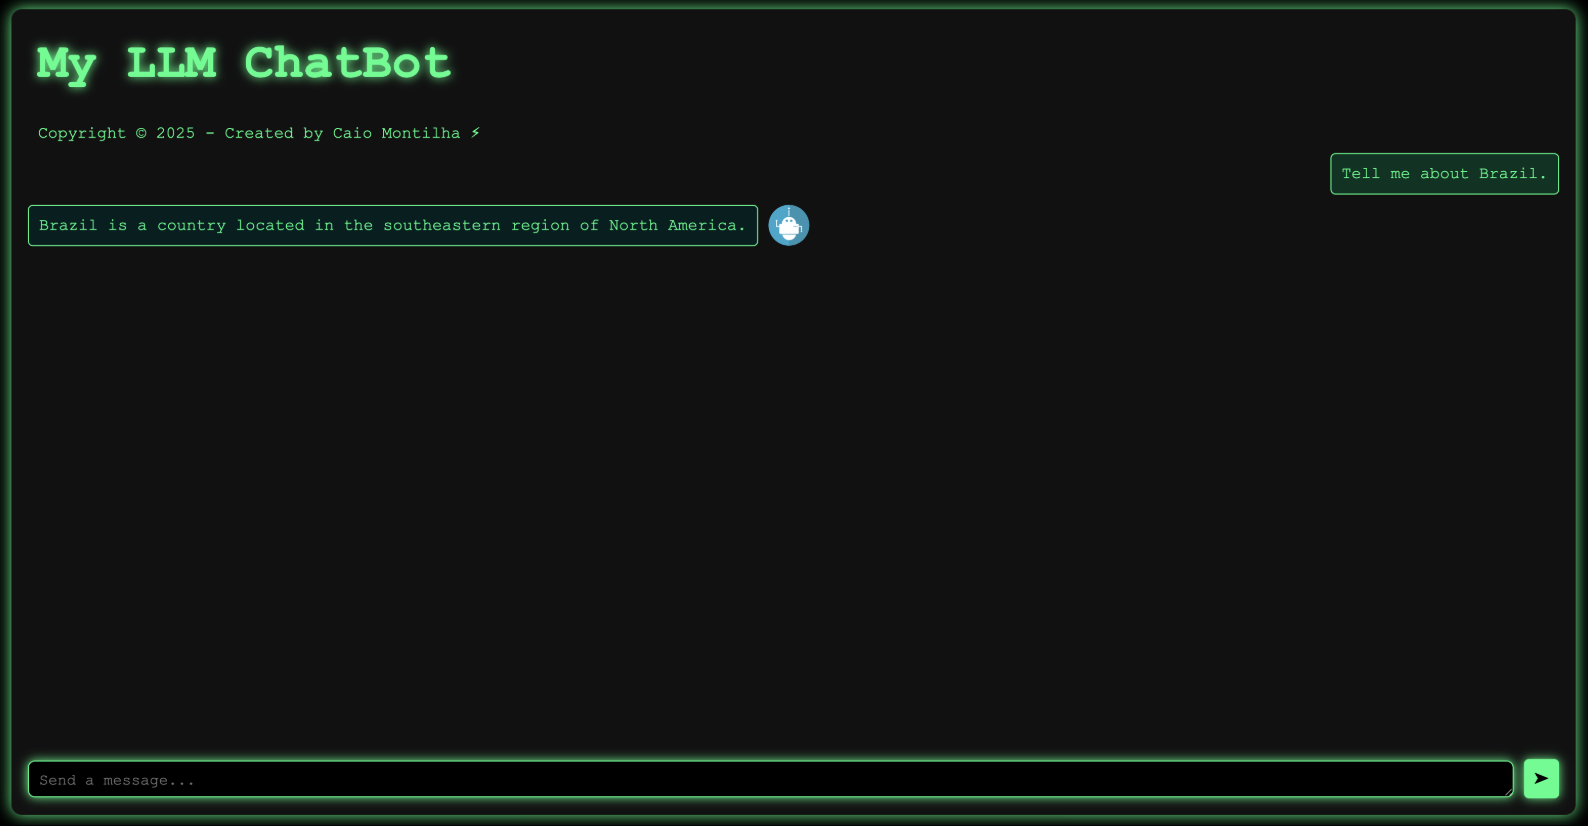 My LLM ChatBot
Copyright © 2025 - Created by Caio Montilha ⚡
Tell me about Brazil.
Brazil is a country located in the southeastern region of North America.
Send a message...